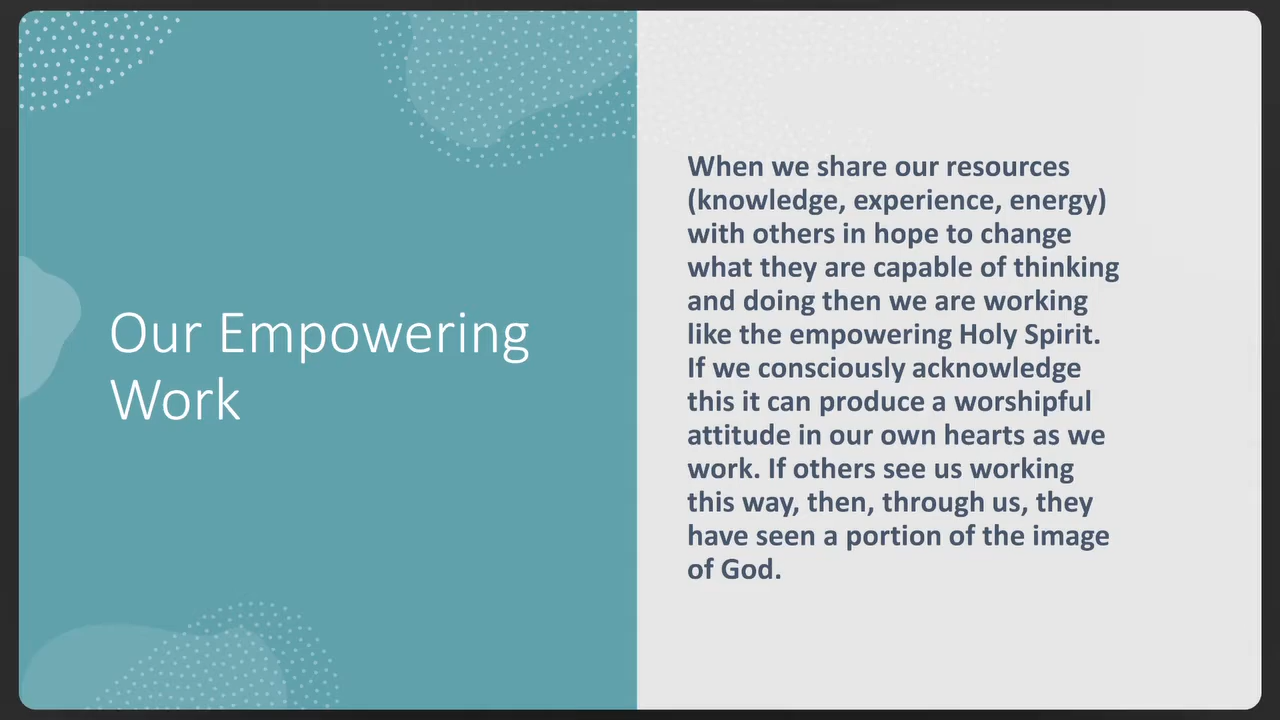 Our Empowering
Work
When we share our resources
(knowledge, experience, energy)
with others in hope to change
what they are capable of thinking
and doing then we are working
like the empowering Holy Spirit.
If we consciously acknowledge
this it can produce a worshipful
attitude in our own hearts as we
work. If others see us working
this way, then, through us, they
have seen a portion of the image
of God.